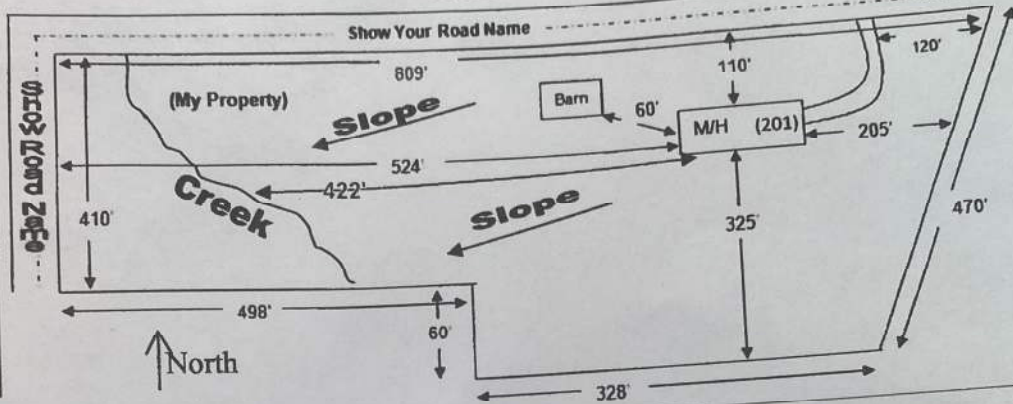 Show Your Road Name
Show Road Name
809'
120'
110'
(My Property)
Slope
Barn
60'
M/H (201)
205'
524'
422'
Creek
Slope
410'
325'
470'
498'
60'
North
328'